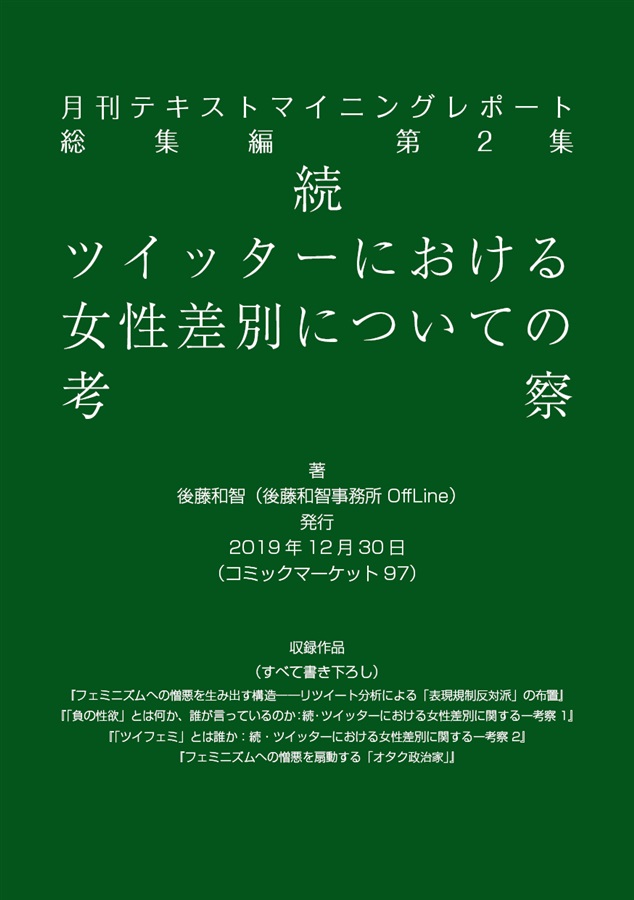 月刊テキストマイニングレポート
総集編 第2集
続
ツイッターにおける
女性差別についての
考察
著
後藤和智（後藤和智事務所 OffLine）
発行
2019年12月30日
（コミックマーケット97）
収録作品
（すべて書き下ろし）
『フェミニズムへの憎悪を生み出す構造――リツイート分析による「表現規制反対派」の布置』
『「負の性欲」とは何か、誰が言っているのか：続・ツイッターにおける女性差別に関する一考察 1』
『「ツイフェミ」とは誰か：続・ツイッターにおける女性差別に関する一考察 2』
『フェミニズムへの憎悪を扇動する「オタク政治家」』